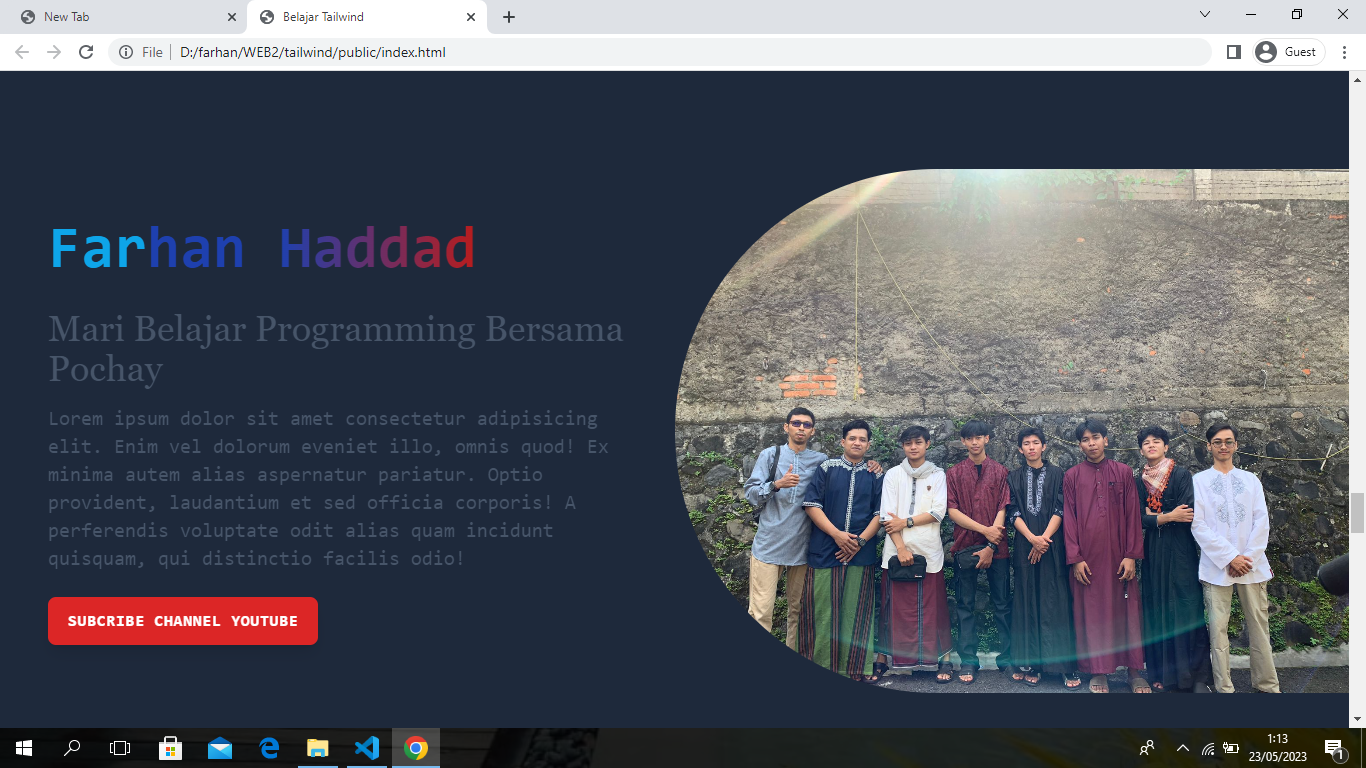 New Tab
Belajar Tailwind
File
D:/farhan/WEB2/tailwind/public/index.html
Guest
Farhan Haddad
Mari Belajar Programming Bersama
Pochay
Lorem ipsum dolor sit amet consectetur adipisicing
elit. Enim vel dolorum eveniet illo, omnis quod! Ex
minima autem alias aspernatur pariatur. Optio
provident, laudantium et sed officia corporis! A
perferendis voluptate odit alias quam incidunt
quisquam, qui distinctio facilis odio!
SUBCRIBE CHANNEL YOUTUBE
1:13
23/05/2023
1